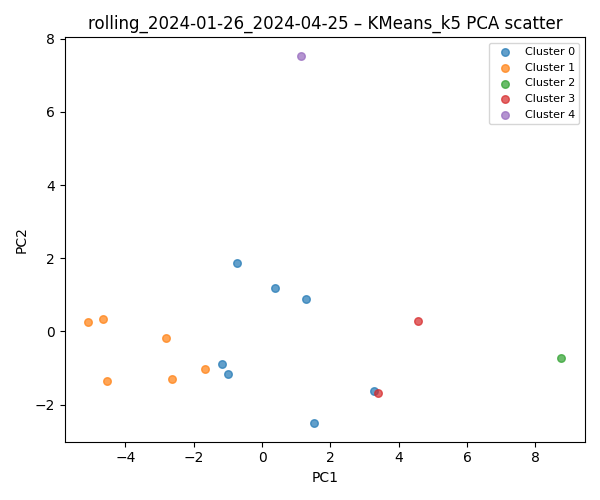 rolling_2024-01-26_2024-04-25 – KMeans_k5 PCA scatter
Cluster 0
Cluster 1
Cluster 2
Cluster 3
Cluster 4
8
6
4
2
0
−2
PC2
−4
−2
0
2
4
6
8
PC1